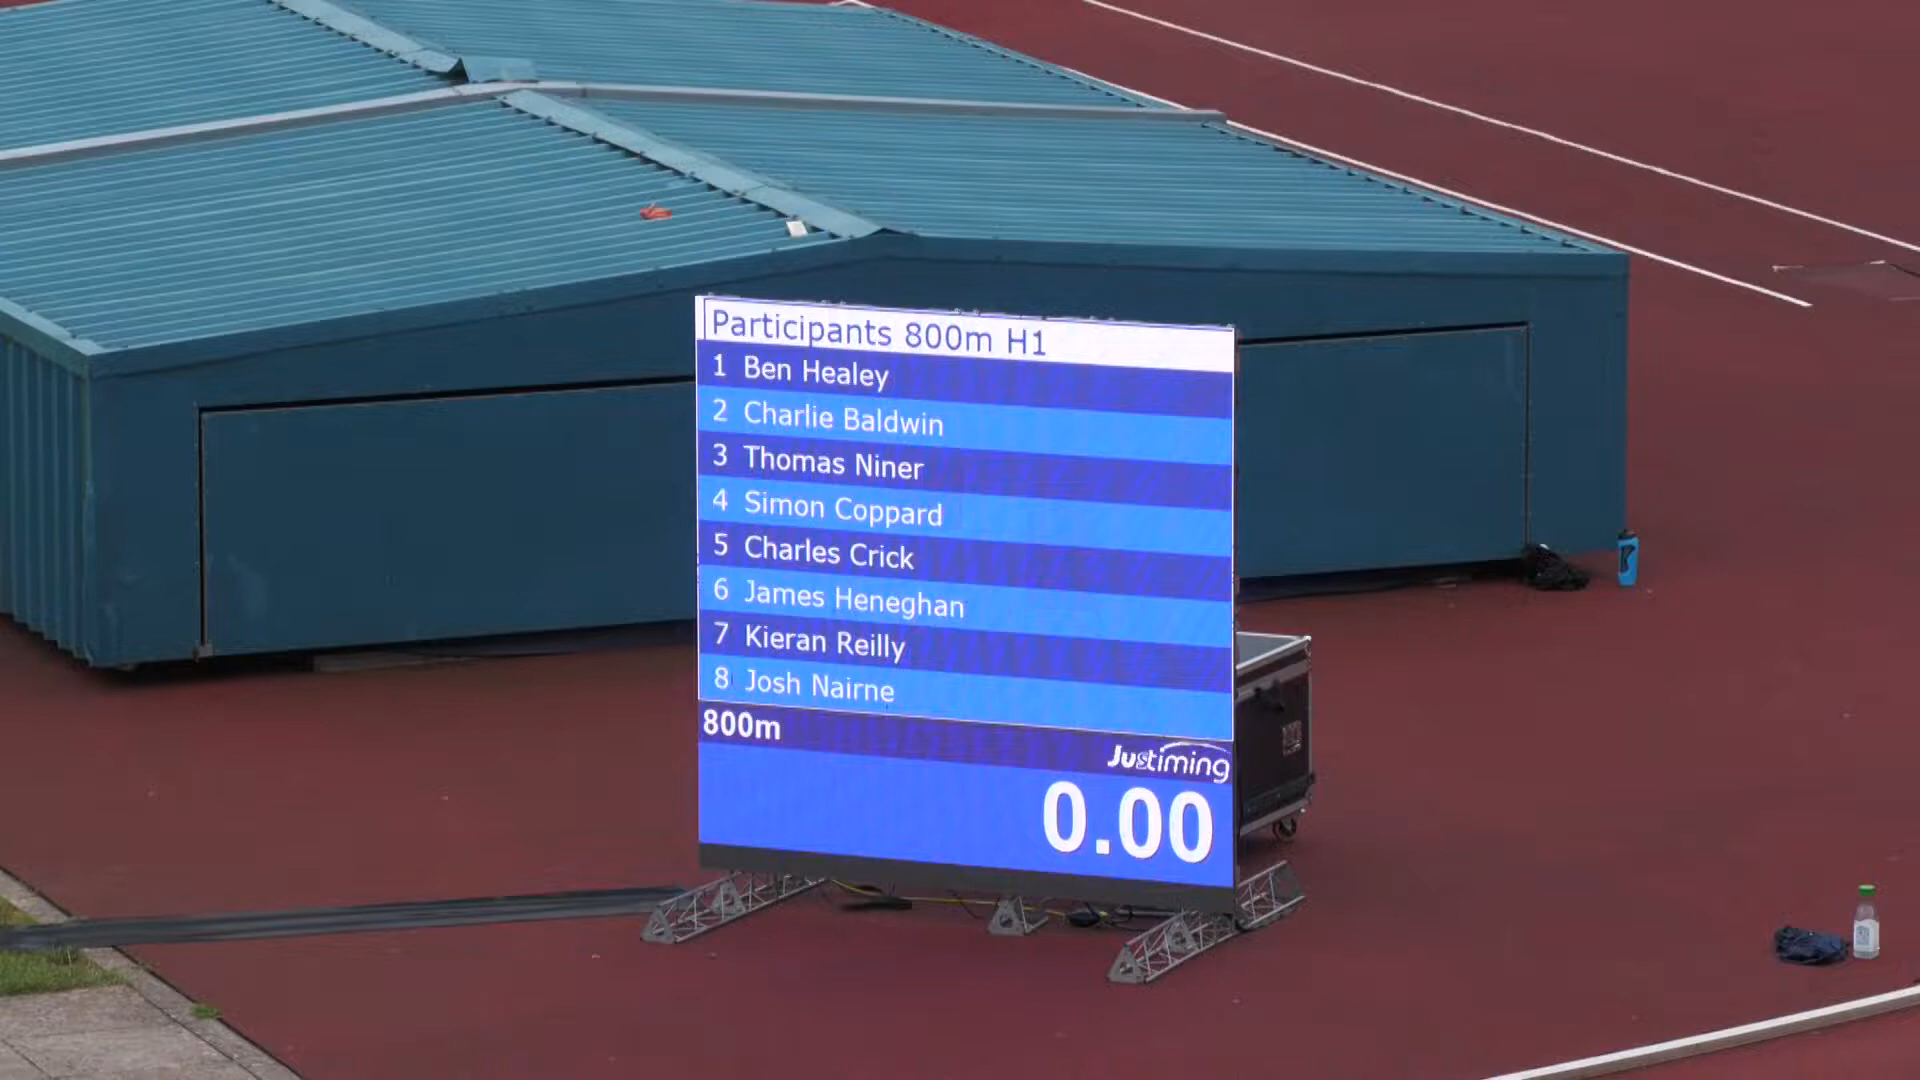 Participants 800m H1
1 Ben Healey
2 Charlie Baldwin
3 Thomas Niner
4 Simon Coppard
5 Charles Crick
6 James Heneghan
7 Kieran Reilly
8 Josh Nairne
800m
Justiming
0.00